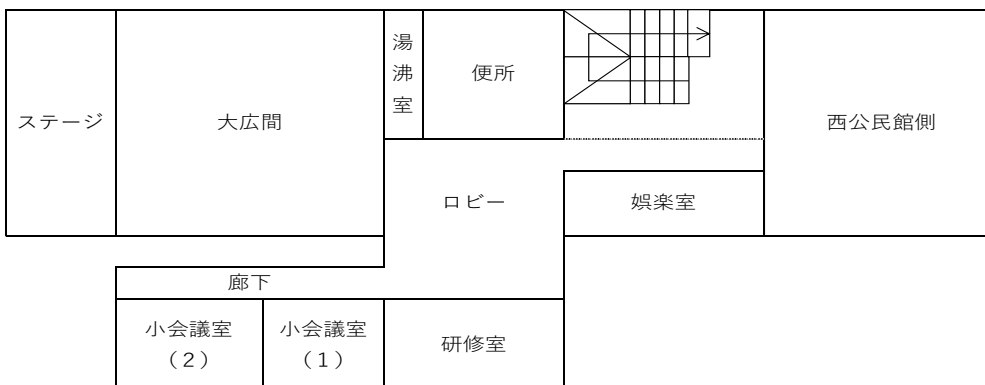 ステージ
大広間
湯沸室
便所
西公民館側
ロビー
娯楽室
廊下
小会議室
（２）
小会議室
（１）
研修室